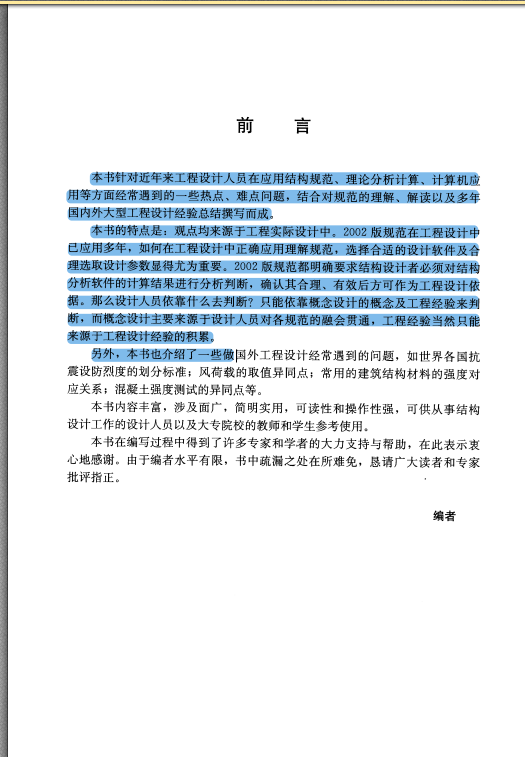 前 言
本书针对近年来工程设计人员在应用结构规范、理论分析计算、计算机应
用等方面经常遇到的一些热点、难点问题，结合对规范的理解、解读以及多年
国内外大型工程设计经验总结撰写而成。
本书的特点是：观点均来源于工程实际设计中。2002 版规范在工程设计中
已应用多年，如何在工程设计中正确应用理解规范，选择合适的设计软件及合
理选取设计参数显得尤为重要。2002 版规范都明确要求结构设计者必须对结构
分析软件的计算结果进行分析判断，确认其合理、有效后方可作为工程设计依
据。那么设计人员依靠什么去判断？只能依靠概念设计的概念及工程经验来判
断，而概念设计主要来源于设计人员对各规范的融会贯通，工程经验当然只能
来源于工程设计经验的积累。
另外，本书也介绍了一些做国外工程设计经常遇到的问题，如世界各国抗
震设防烈度的划分标准；风荷载的取值异同点；常用的建筑结构材料的强度对
应关系；混凝土强度测试的异同点等。
本书内容丰富，涉及面广，简明实用，可读性和操作性强，可供从事结构
设计工作的设计人员以及大专院校的教师和学生参考使用。
本书在编写过程中得到了许多专家和学者的大力支持与帮助，在此表示衷
心地感谢。由于编者水平有限，书中疏漏之处在所难免，恳请广大读者和专家
批评指正。
编者